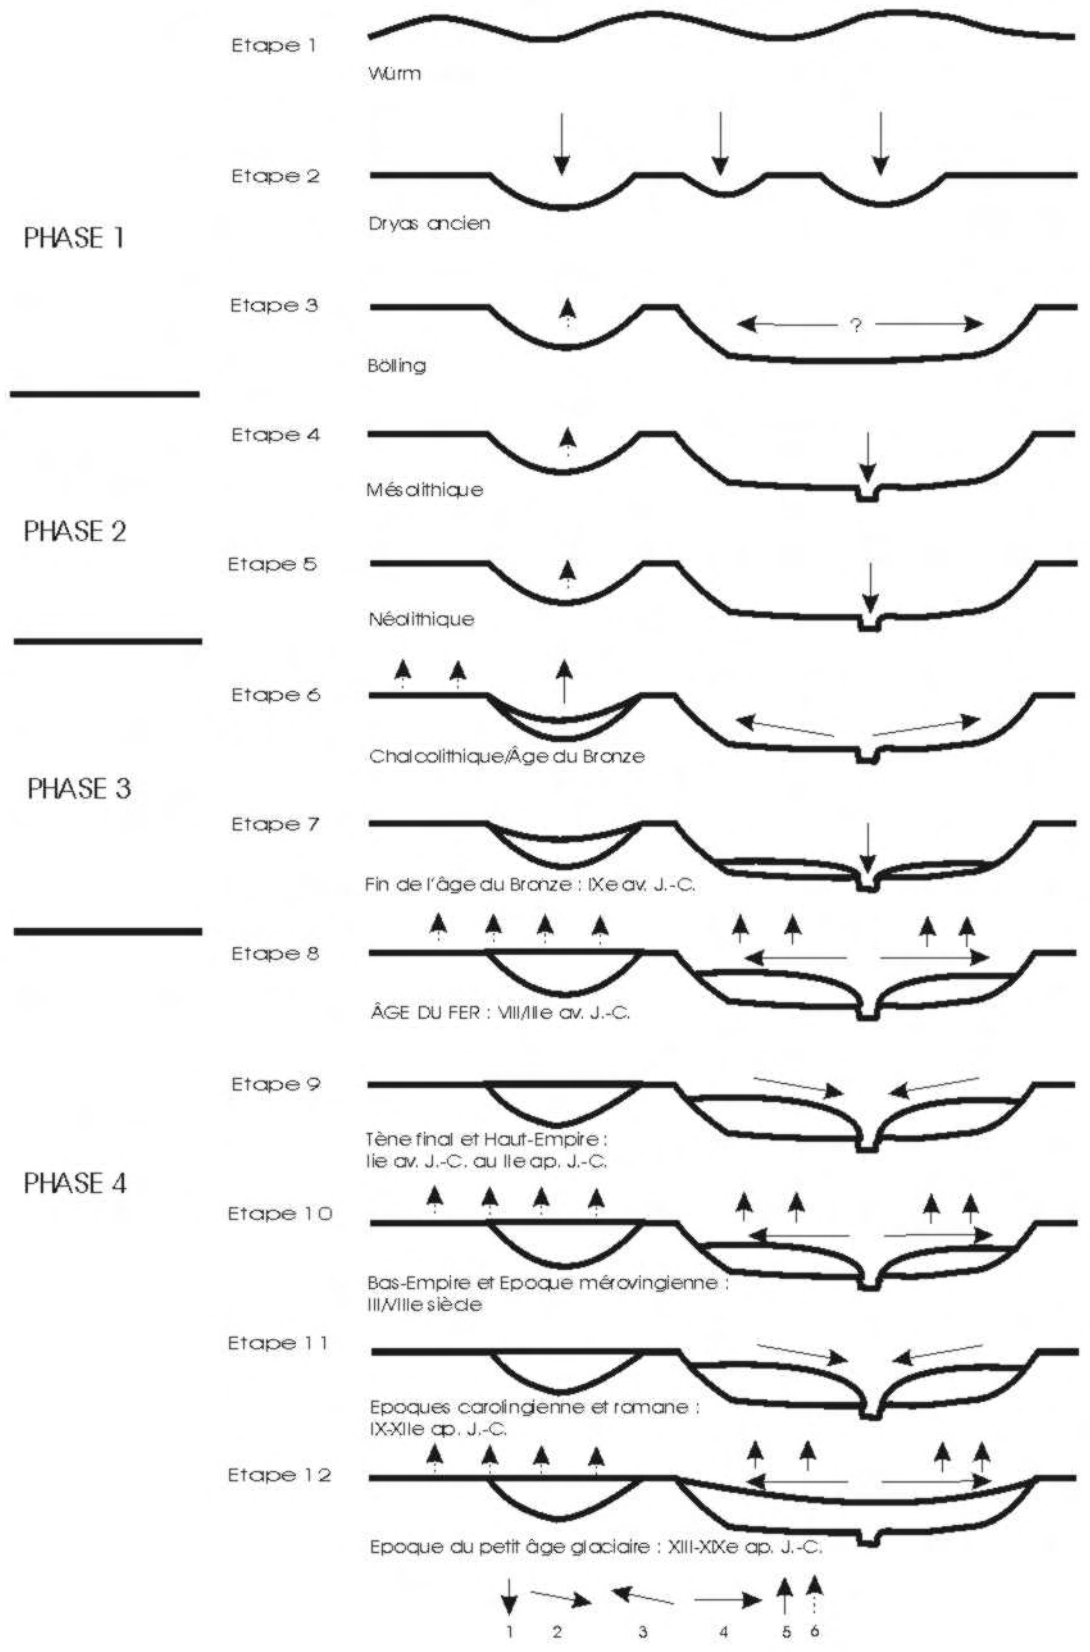 Etape 1
Würm
Etape 2
Dryas ancien
PHASE 1
Etape 3
?
Bölling
Etape 4
Mésolithique
PHASE 2
Etape 5
Néolithique
Etape 6
Chalcolithique/Âge du Bronze
PHASE 3
Etape 7
Fin de l'âge du Bronze : IXe av. J.-C.
Etape 8
ÂGE DU FER : VIII/IIIe av. J.-C.
Etape 9
Tène final et Haut-Empire :
IIe av. J.-C. au IIe ap. J.-C.
PHASE 4
Etape 10
Bas-Empire et Epoque mérovingienne :
III/VIIIe siècle
Etape 11
Epoques carolingienne et romane :
IX-XIIe ap. J.-C.
Etape 12
Epoque du petit âge glaciaire : XIII-XIXe ap. J.-C.
1 2 3 4 5 6